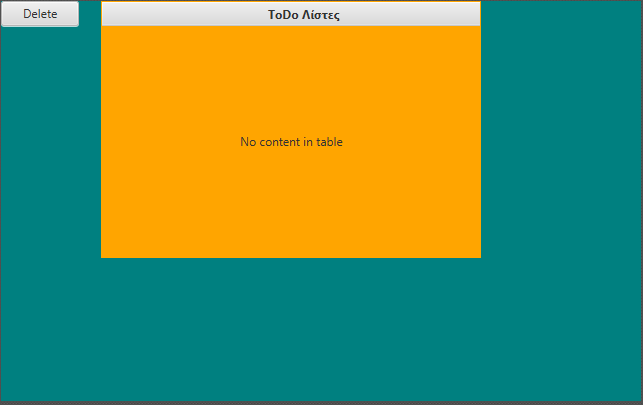 Delete
ToDo Λίστες
No content in table